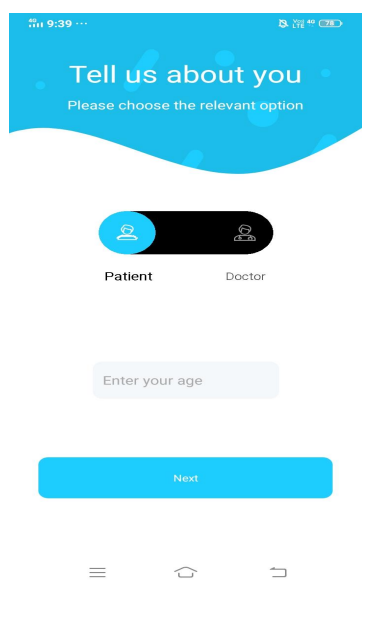 4G 9:39 ...
Vo) LTE 4G 78
Tell us about you
Please choose the relevant option
Patient Doctor
Enter your age
Next